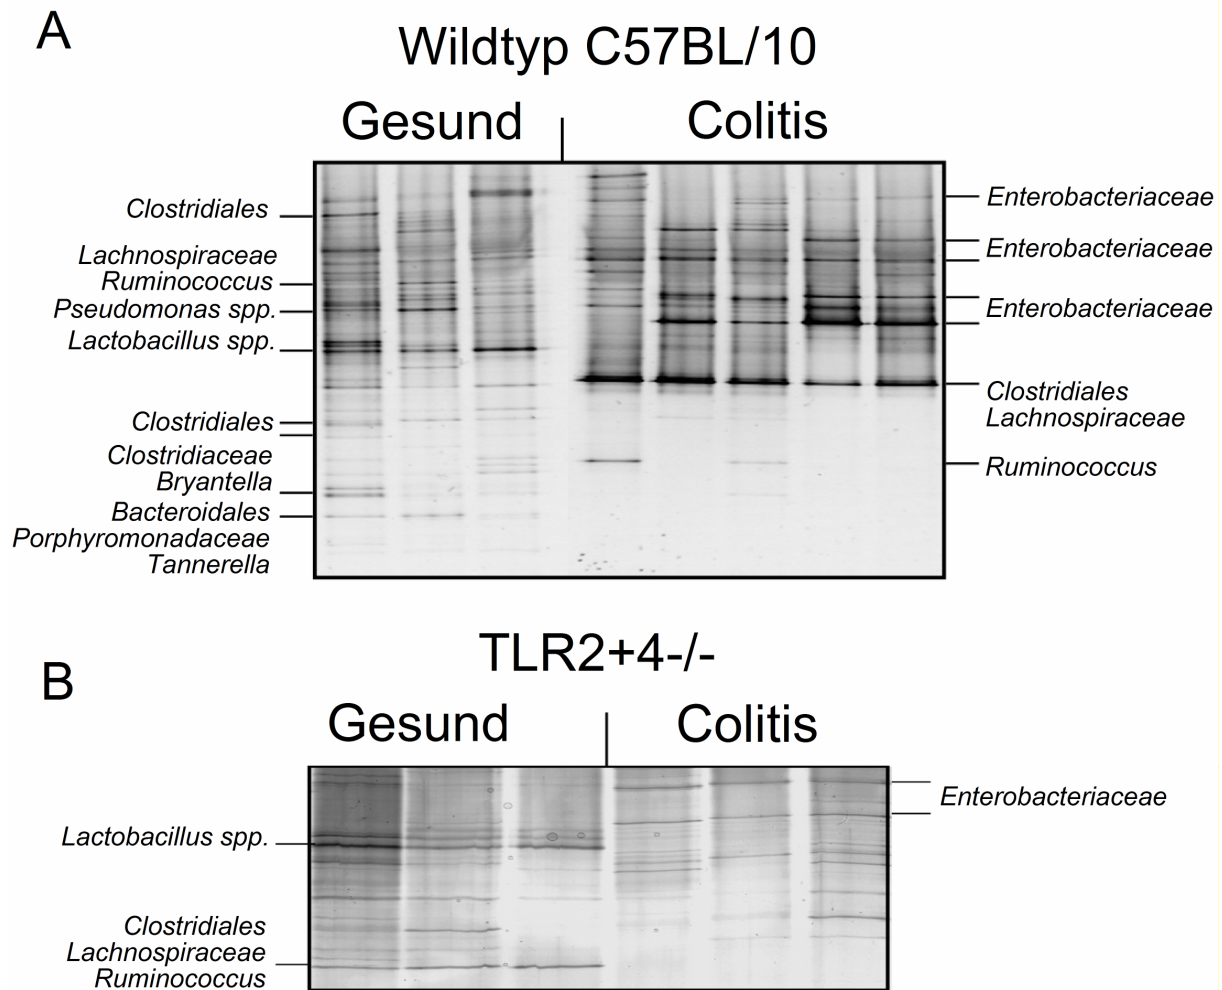 A
Wildtyp C57BL/10
Gesund
Colitis
Clostridiales
Lachnospiraceae
Ruminococcus
Pseudomonas spp.
Lactobacillus spp.
Clostridiales
Clostridiaceae
Bryantella
Bacteroidales
Porphyromonadaceae
Tannerella
Enterobacteriaceae
Enterobacteriaceae
Enterobacteriaceae
Clostridiales
Lachnospiraceae
Ruminococcus
TLR2+4-/-
B
Gesund
Colitis
Lactobacillus spp.
Clostridiales
Lachnospiraceae
Ruminococcus
Enterobacteriaceae